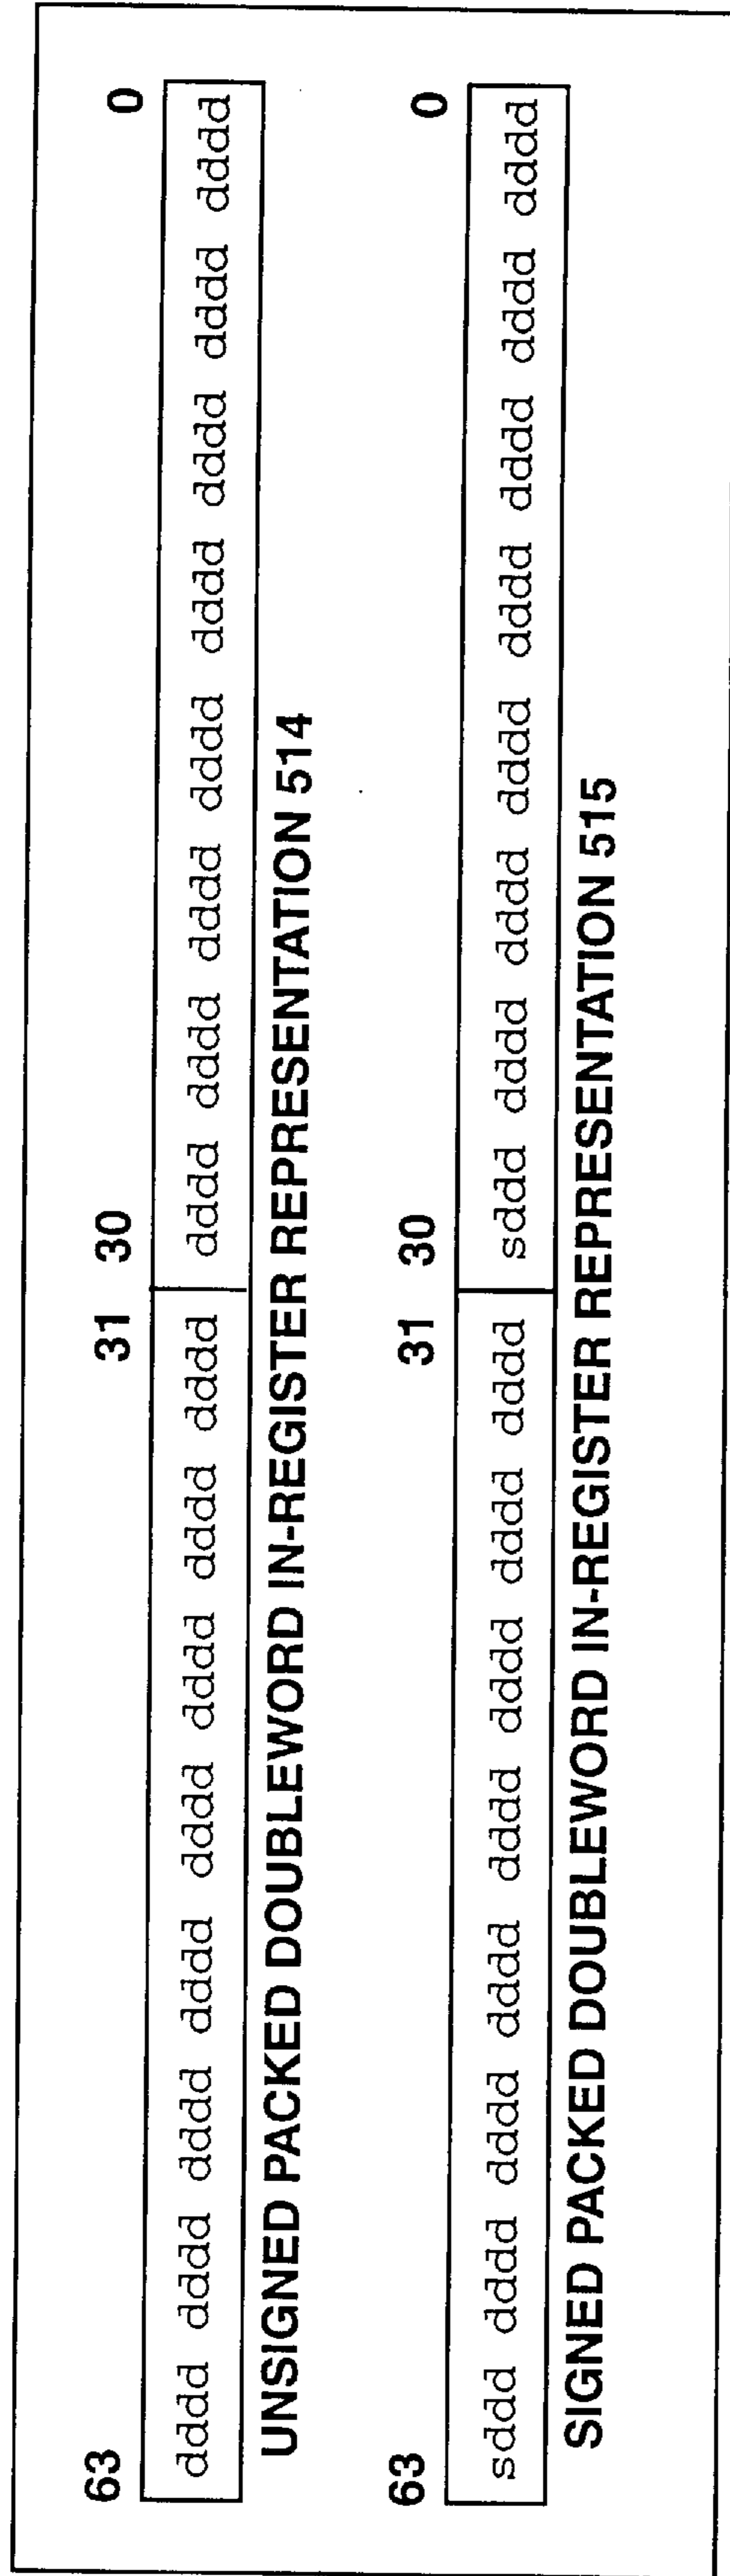 63 31 30 0
dddd dddd dddd dddd dddd dddd dddd dddd dddd dddd dddd dddd dddd dddd dddd dddd
UNSIGNED PACKED DOUBLEWORD IN-REGISTER REPRESENTATION 514
63 31 30 0
sddd dddd dddd dddd dddd dddd dddd dddd sddd dddd dddd dddd dddd dddd dddd dddd
SIGNED PACKED DOUBLEWORD IN-REGISTER REPRESENTATION 515